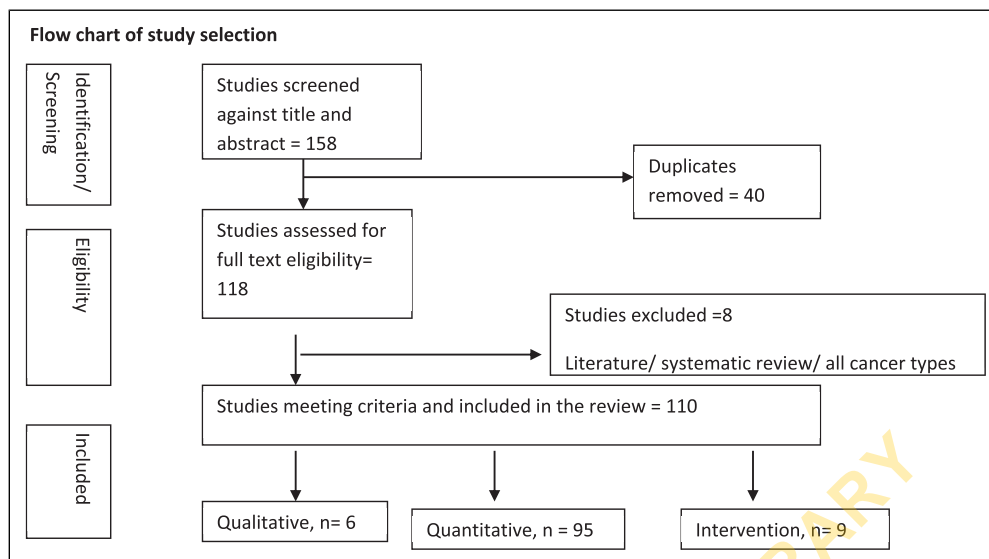 Flow chart of study selection
Identification/
Screening
Studies screened
against title and
abstract = 158
Duplicates
removed = 40
Eligibility
Studies assessed for
full text eligibility=
118
Studies excluded =8
Literature/ systematic review/ all cancer types
Studies meeting criteria and included in the review = 110
Included
Qualitative, n= 6
Quantitative, n = 95
Intervention, n= 9